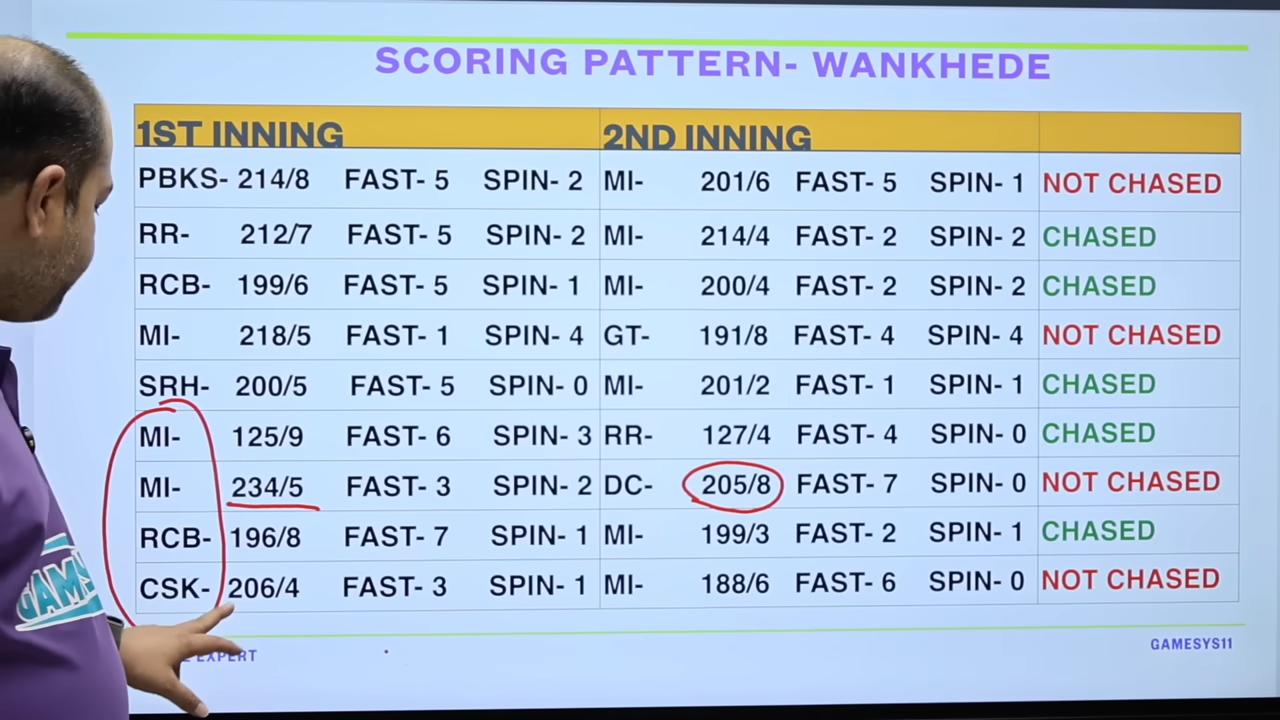 SCORING PATTERN- WANKHEDE
1ST INNING 2ND INNING
PBKS- 214/8 FAST- 5 SPIN- 2 MI- 201/6 FAST- 5 SPIN- 1 NOT CHASED
RR- 212/7 FAST- 5 SPIN- 2 MI- 214/4 FAST- 2 SPIN- 2 CHASED
RCB- 199/6 FAST- 5 SPIN- 1 MI- 200/4 FAST- 2 SPIN- 2 CHASED
MI- 218/5 FAST- 1 SPIN- 4 GT- 191/8 FAST- 4 SPIN- 4 NOT CHASED
SRH- 200/5 FAST- 5 SPIN- 0 MI- 201/2 FAST- 1 SPIN- 1 CHASED
MI- 125/9 FAST- 6 SPIN- 3 RR- 127/4 FAST- 4 SPIN- 0 CHASED
MI- 234/5 FAST- 3 SPIN- 2 DC- 205/8 FAST- 7 SPIN- 0 NOT CHASED
RCB- 196/8 FAST- 7 SPIN- 1 MI- 199/3 FAST- 2 SPIN- 1 CHASED
CSK- 206/4 FAST- 3 SPIN- 1 MI- 188/6 FAST- 6 SPIN- 0 NOT CHASED
EXPERT GAMESYS11
GAMES